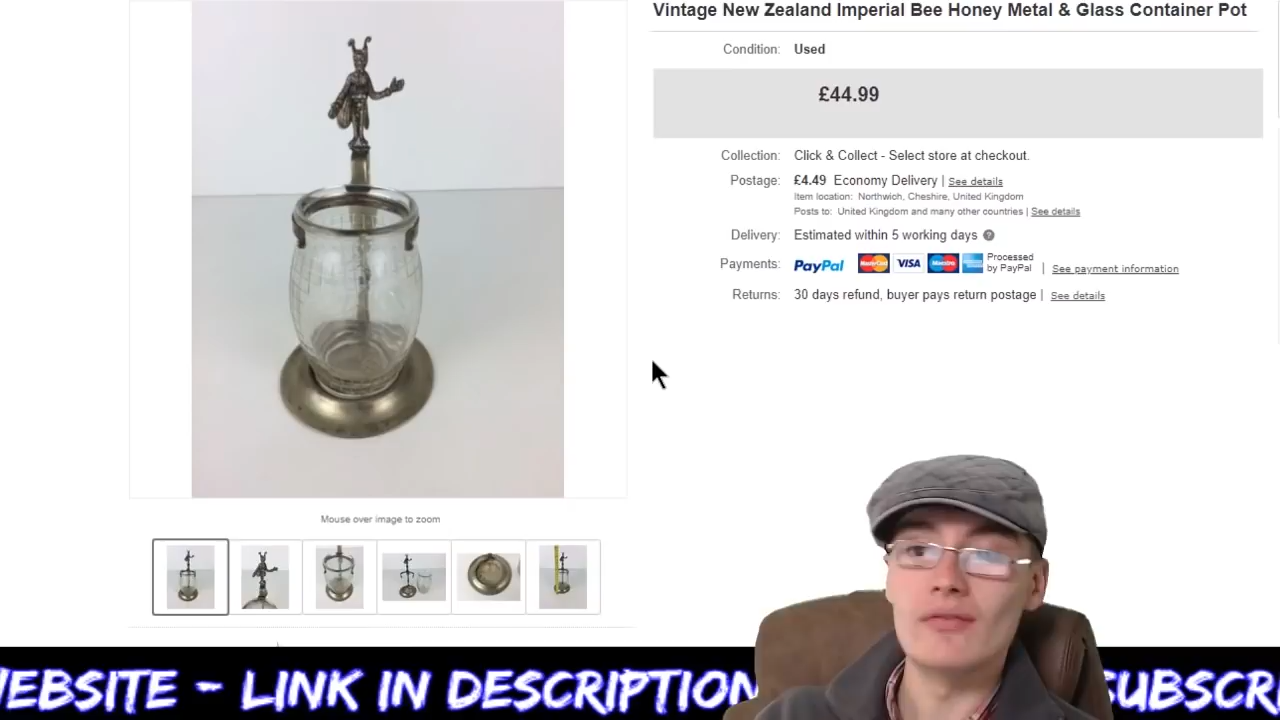 Vintage New Zealand Imperial Bee Honey Metal & Glass Container Pot
Condition: Used
£44.99
Collection: Click & Collect - Select store at checkout.
Postage: £4.49 Economy Delivery | See details
Item location: Northwich, Cheshire, United Kingdom
Posts to: United Kingdom and many other countries | See details
Delivery: Estimated within 5 working days ?
Payments: PayPal MasterCard VISA Maestro Processed by PayPal | See payment information
Returns: 30 days refund, buyer pays return postage | See details
Mouse over image to zoom
WEBSITE - LINK IN DESCRIPTION SUBSCR